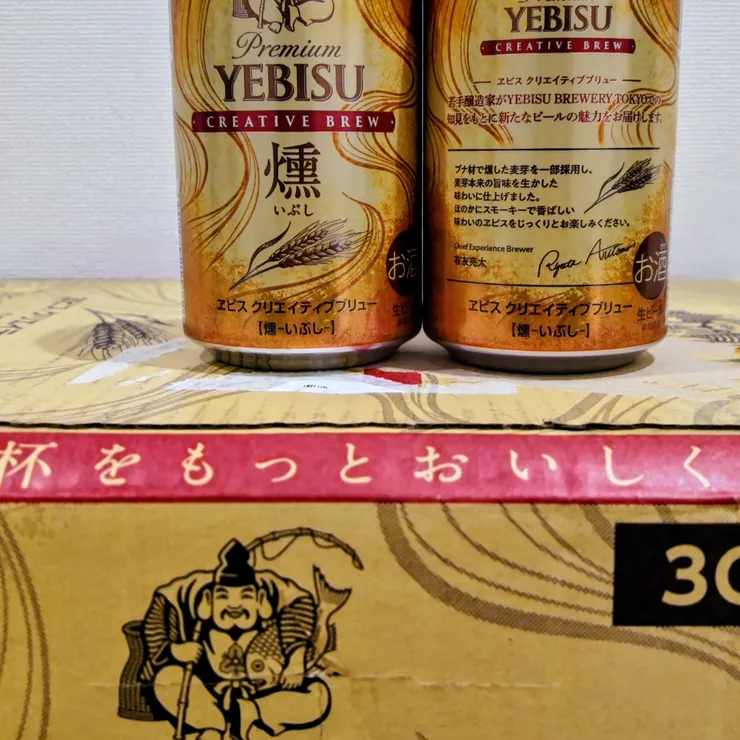 Premium
YEBISU
CREATIVE BREW
燻
いぶし
お酒
ヱビス クリエイティブブリュー
【燻-いぶし-】
生ビール
YEBISU
CREATIVE BREW
ヱビス クリエイティブブリュー
若手醸造家がYEBISU BREWERY TOKYOでの
知見をもとに新たなビールの魅力をお届けします。
ブナ材で燻した麦芽を一部採用し、
麦芽本来の旨味を生かした
味わいに仕上げました。
ほのかにスモーキーで香ばしい
味わいのヱビスをじっくりとお楽しみください。
Chief Experience Brewer
有友亮太
お酒
ヱビス クリエイティブブリュー
【燻-いぶし-】
生ビール
杯をもっとおいしく
30